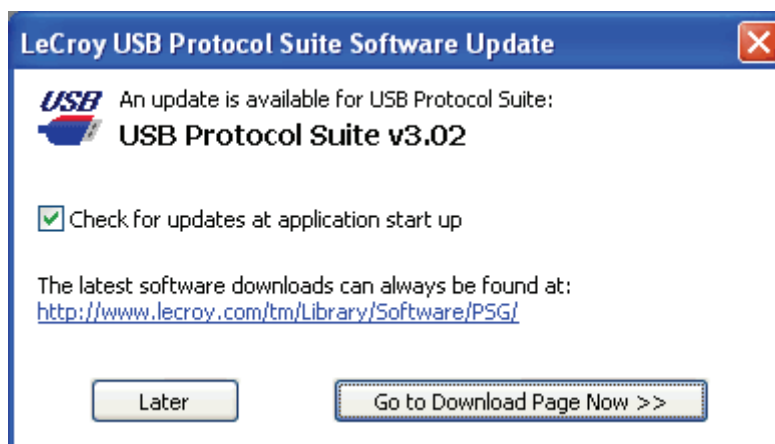 LeCroy USB Protocol Suite Software Update
USB An update is available for USB Protocol Suite:
USB Protocol Suite v3.02
Check for updates at application start up
The latest software downloads can always be found at:
http://www.lecroy.com/tm/Library/Software/PSG/
Later Go to Download Page Now >>